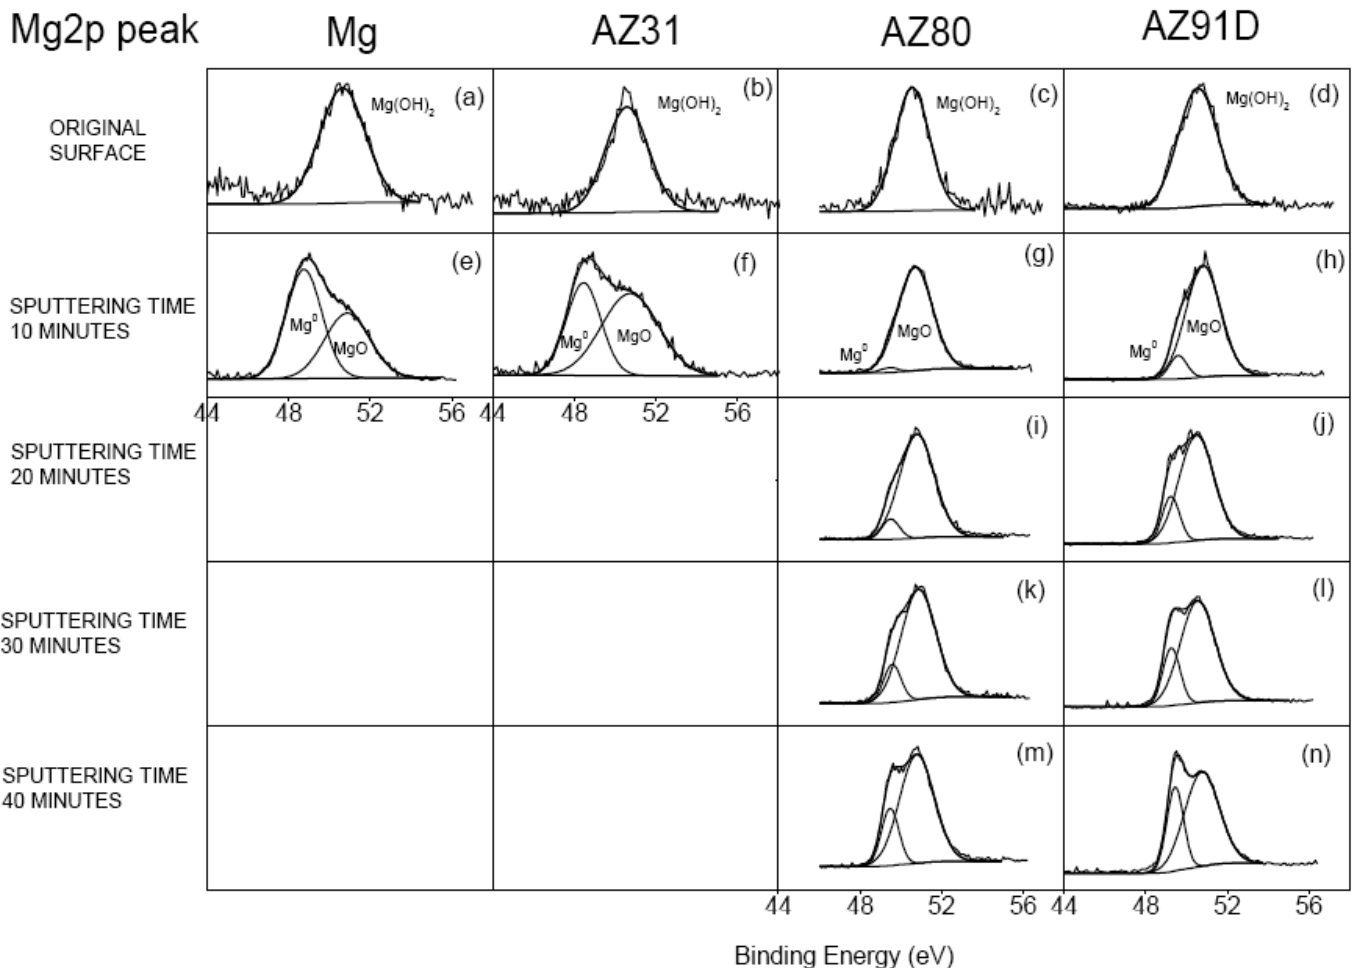 Mg2p peak Mg AZ31 AZ80 AZ91D
ORIGINAL
SURFACE
Mg(OH)₂ (a)
Mg(OH)₂ (b)
Mg(OH)₂ (c)
Mg(OH)₂ (d)
SPUTTERING TIME
10 MINUTES
Mg⁰ MgO (e)
Mg⁰ MgO (f)
Mg⁰ MgO (g)
Mg⁰ MgO (h)
44 48 52 56 44 48 52 56
SPUTTERING TIME
20 MINUTES
(i)
(j)
SPUTTERING TIME
30 MINUTES
(k)
(l)
SPUTTERING TIME
40 MINUTES
(m)
(n)
44 48 52 56 44 48 52 56
Binding Energy (eV)